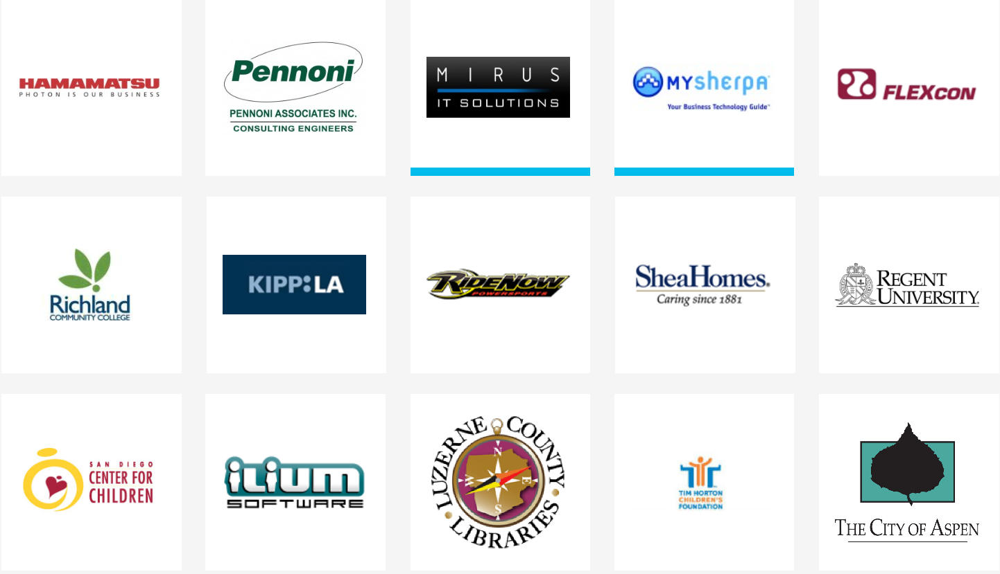 HAMAMATSU
PHOTON IS OUR BUSINESS
Pennoni
PENNONI ASSOCIATES INC.
CONSULTING ENGINEERS
MIRUS
IT SOLUTIONS
MYsherpa
Your Business Technology Guide™
FLEXcon
Richland
COMMUNITY COLLEGE
KIPP:LA
RIDENOW
POWERSPORTS
SheaHomes®
Caring since 1881
REGENT
UNIVERSITY
SAN DIEGO
CENTER FOR
CHILDREN
iLiUM
SOFTWARE
LUZERNE COUNTY
LIBRARIES
N
W
E
S
TIM HORTON
CHILDREN'S
FOUNDATION
THE CITY OF ASPEN